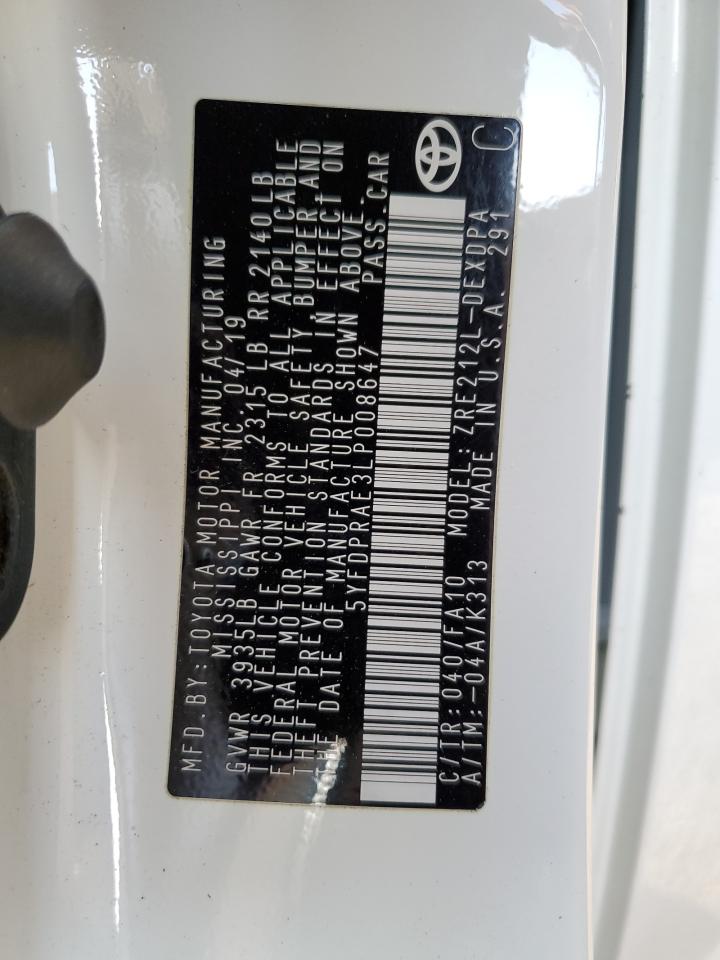 MFD.BY:TOYOTA MOTOR MANUFACTURING
MISSISSIPPI INC. 04/19
GVWR 3935LB GAWR FR 2315 LB RR 2140LB
THIS VEHICLE CONFORMS TO ALL APPLICABLE
FEDERAL MOTOR VEHICLE SAFETY, BUMPER AND
THEFT PREVENTION STANDARDS IN EFFECT ON
THE DATE OF MANUFACTURE SHOWN ABOVE.
5YFDPRAE3LP008647 PASS.CAR
C/TR:040/FA10 MODEL:ZRE212L-DEXDPA
A/TM:-04A/K313 MADE IN U.S.A. 291 C